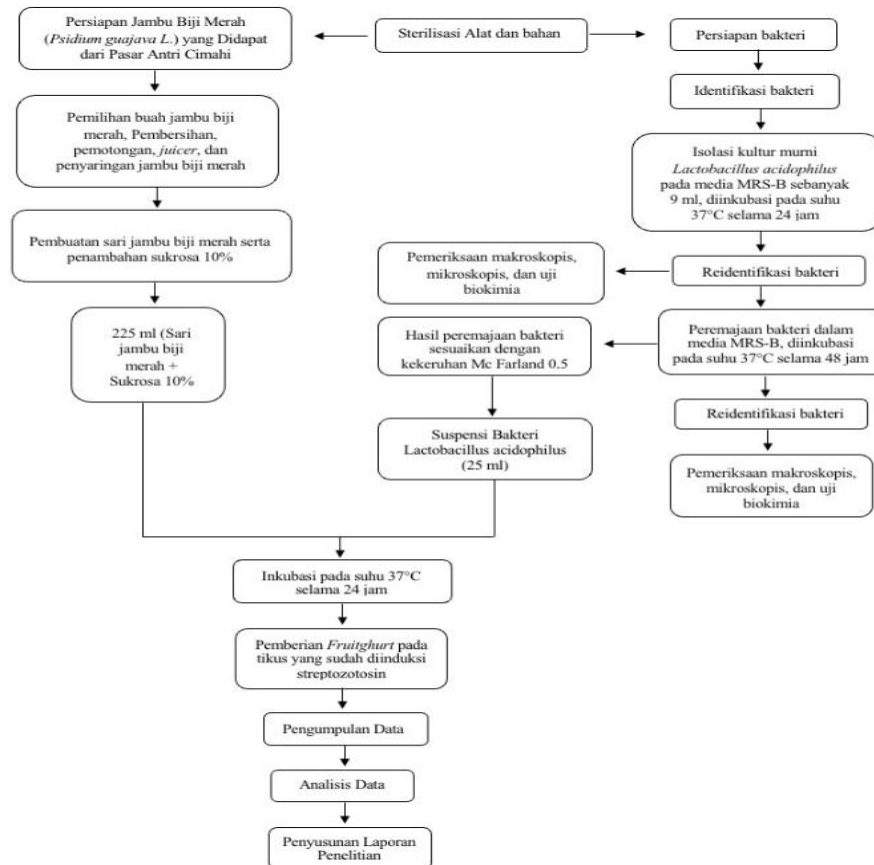 Persiapan Jambu Biji Merah
(Psidium guajava L.) yang Didapat
dari Pasar Antri Cimahi
Sterilisasi Alat dan bahan
Persiapan bakteri
Identifikasi bakteri
Pemilihan buah jambu biji
merah, Pembersihan,
pemotongan, juicer, dan
penyaringan jambu biji merah
Isolasi kultur murni
Lactobacillus acidophilus
pada media MRS-B sebanyak
9 ml, diinkubasi pada suhu
37°C selama 24 jam
Pembuatan sari jambu biji merah serta
penambahan sukrosa 10%
Pemeriksaan makroskopis,
mikroskopis, dan uji
biokimia
Reidentifikasi bakteri
225 ml (Sari
jambu biji
merah +
Sukrosa 10%
Hasil peremajaan bakteri
sesuaikan dengan
kekeruhan Mc Farland 0.5
Peremajaan bakteri dalam
media MRS-B, diinkubasi
pada suhu 37°C selama 48 jam
Reidentifikasi bakteri
Suspensi Bakteri
Lactobacillus acidophilus
(25 ml)
Pemeriksaan makroskopis,
mikroskopis, dan uji
biokimia
Inkubasi pada suhu 37°C
selama 24 jam
Pemberian Fruitghurt pada
tikus yang sudah diinduksi
streptozotosin
Pengumpulan Data
Analisis Data
Penyusunan Laporan
Penelitian